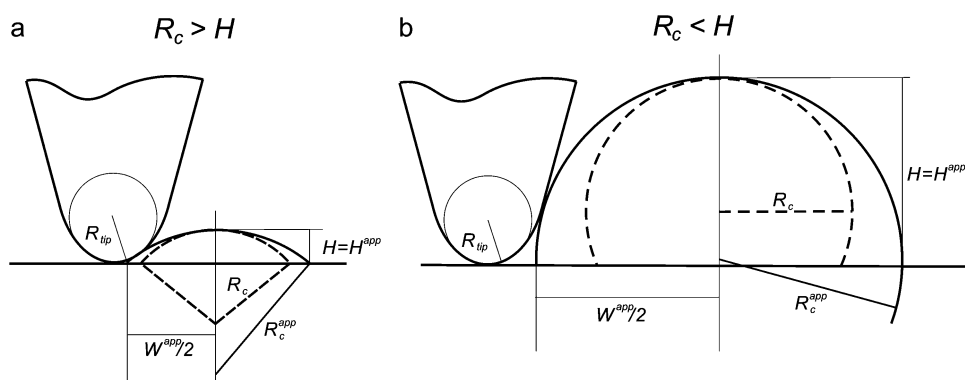 a
R_c > H
R_tip
H=H^app
R_c
R_c^app
W^app/2
b
R_c < H
R_tip
R_c
H=H^app
W^app/2
R_c^app